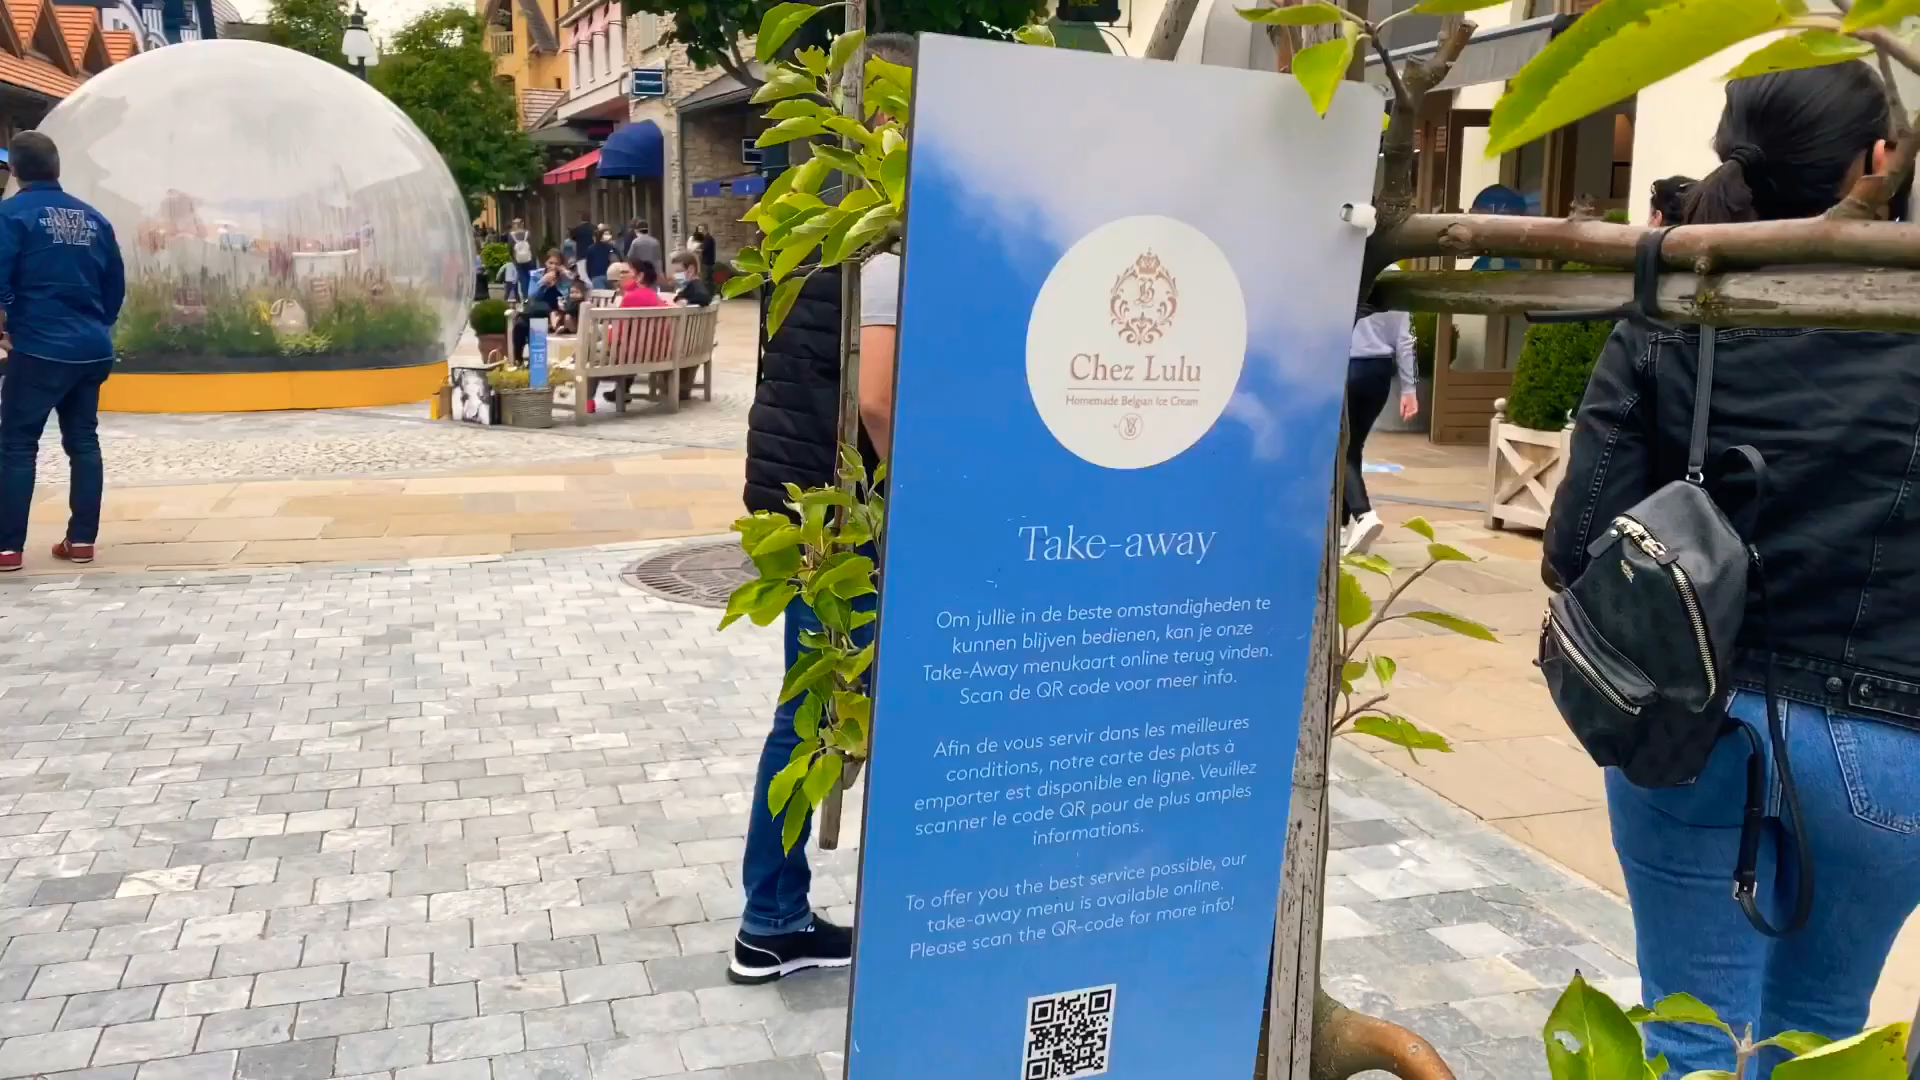 Chez Lulu
Homemade Belgian Ice Cream
Take-away
Om jullie in de beste omstandigheden te
kunnen blijven bedienen, kan je onze
Take-Away menukaart online terug vinden.
Scan de QR code voor meer info.
Afin de vous servir dans les meilleures
conditions, notre carte des plats à
emporter est disponible en ligne. Veuillez
scanner le code QR pour de plus amples
informations.
To offer you the best service possible, our
take-away menu is available online.
Please scan the QR-code for more info!
NZ
15